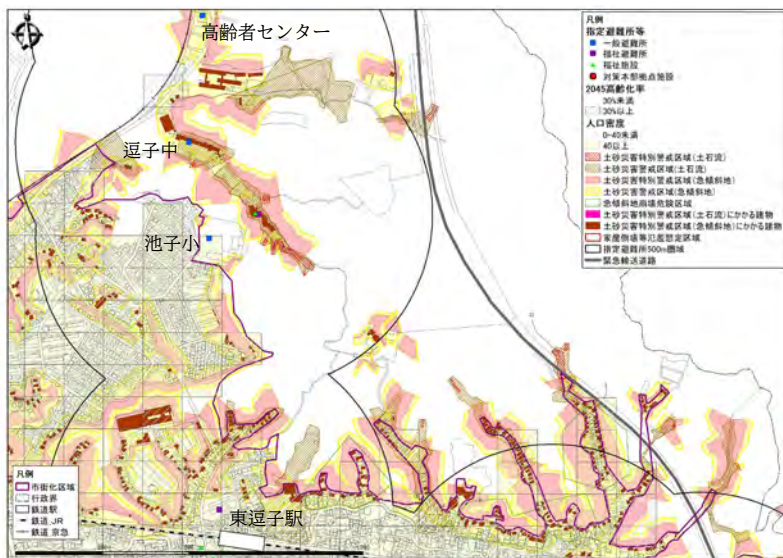 高齢者センター
逗子中
池子小
東逗子駅
凡例
指定避難所等
一般避難所
福祉避難所
福祉施設
対策本部拠点施設
2045高齢化率
30%未満
30%以上
人口密度
0-40未満
40以上
土砂災害特別警戒区域(土石流)
土砂災害警戒区域(土石流)
土砂災害特別警戒区域(急傾斜地)
土砂災害警戒区域(急傾斜地)
急傾斜地崩壊危険区域
土砂災害特別警戒区域(土石流)にかかる建物
土砂災害特別警戒区域(急傾斜地)にかかる建物
家屋倒壊等氾濫想定区域
指定避難所500m圏域
緊急輸送道路
凡例
市街化区域
行政界
鉄道駅
鉄道_JR
鉄道_京急